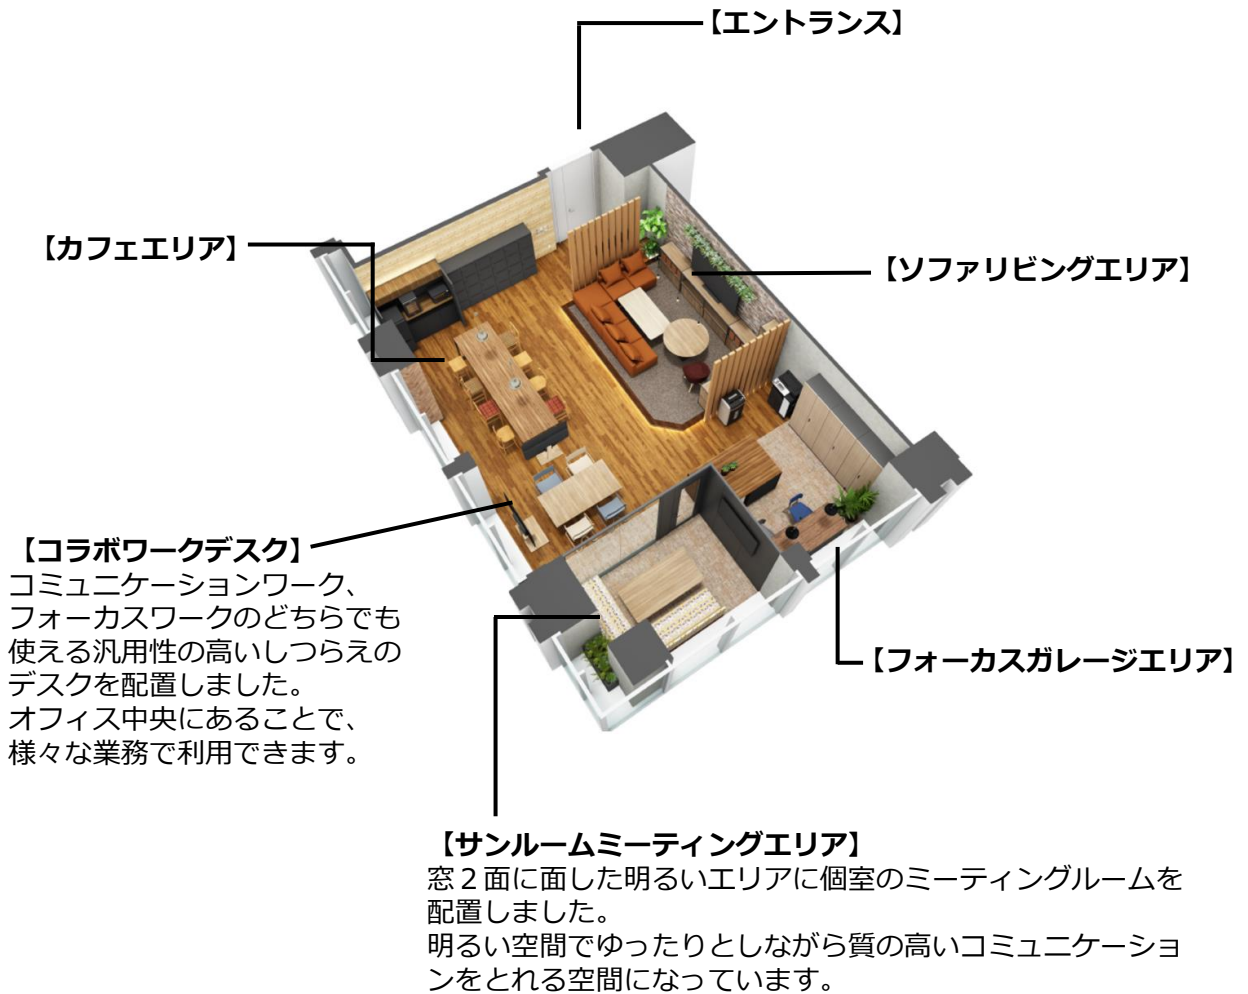 【エントランス】
【カフェエリア】
【ソファリビングエリア】
【コラボワークデスク】
コミュニケーションワーク、
フォーカスワークのどちらでも
使える汎用性の高いしつらえの
デスクを配置しました。
オフィス中央にあることで、
様々な業務で利用できます。
【フォーカスガレージエリア】
【サンルームミーティングエリア】
窓２面に面した明るいエリアに個室のミーティングルームを
配置しました。
明るい空間でゆったりとしながら質の高いコミュニケーショ
ンをとれる空間になっています。